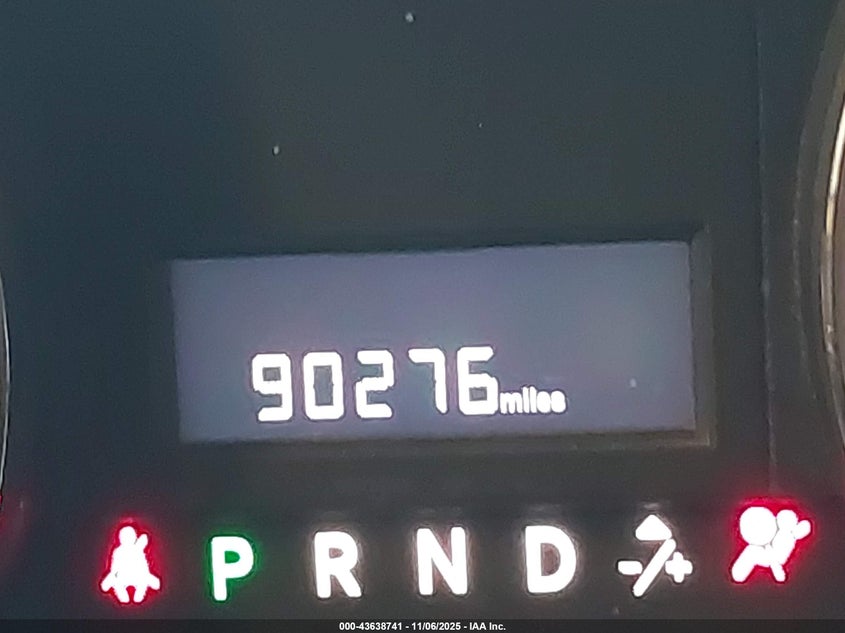 90276miles
P R N D -/+
000-43638741 - 11/06/2025 - IAA Inc.